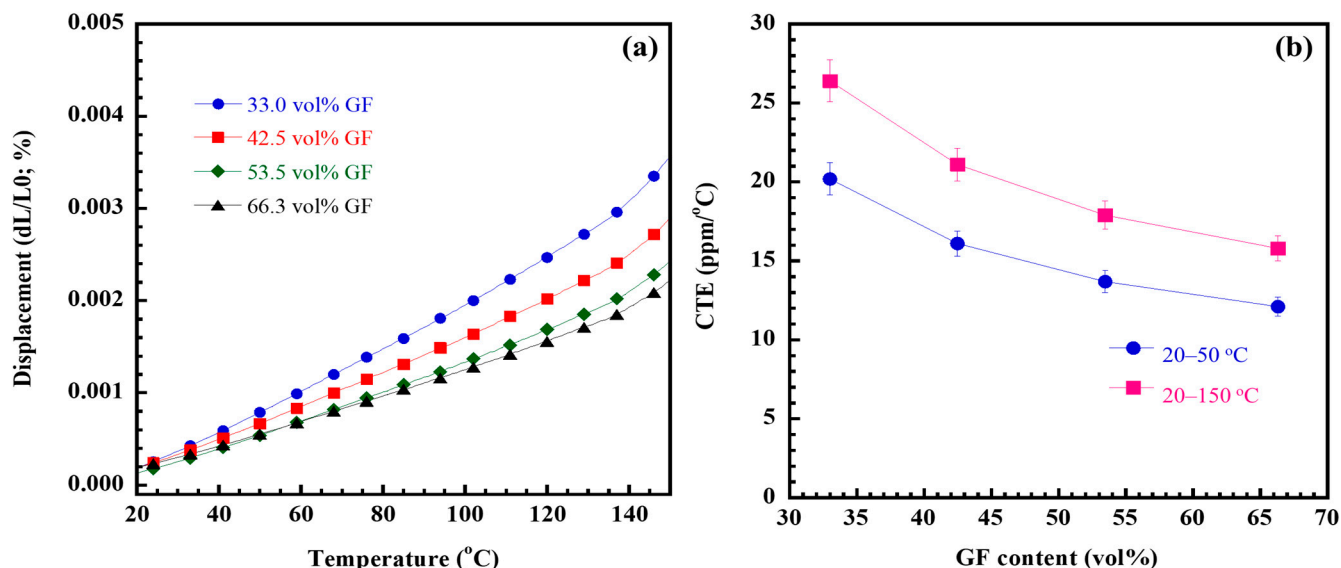 0.005
0.004
0.003
0.002
0.001
0.000
Displacement (dL/L0; %)
(a)
33.0 vol% GF
42.5 vol% GF
53.5 vol% GF
66.3 vol% GF
20 40 60 80 100 120 140
Temperature (°C)
30
25
20
15
10
5
0
CTE (ppm/°C)
(b)
20–50 °C
20–150 °C
30 35 40 45 50 55 60 65 70
GF content (vol%)